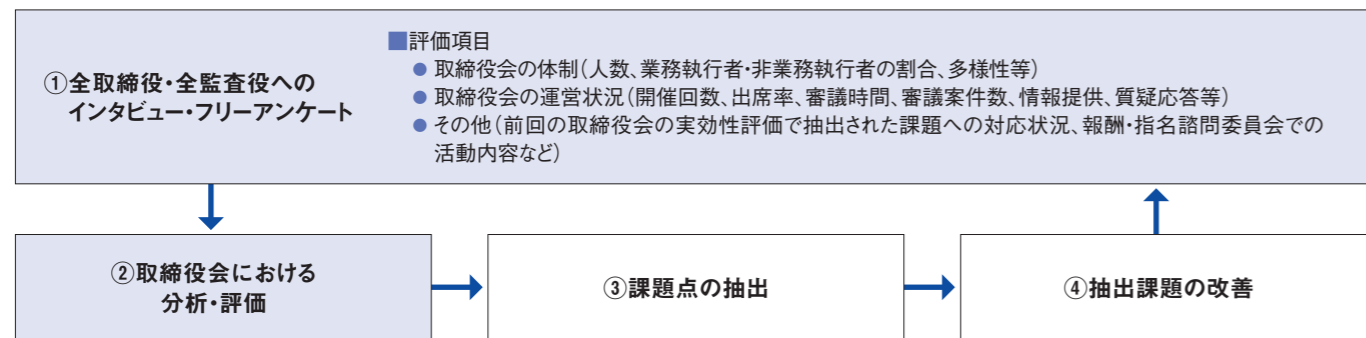 ①全取締役・全監査役への
インタビュー・フリーアンケート
■評価項目
● 取締役会の体制(人数、業務執行者・非業務執行者の割合、多様性等)
● 取締役会の運営状況(開催回数、出席率、審議時間、審議案件数、情報提供、質疑応答等)
● その他(前回の取締役会の実効性評価で抽出された課題への対応状況、報酬・指名諮問委員会での
活動内容など)
②取締役会における
分析・評価
③課題点の抽出
④抽出課題の改善